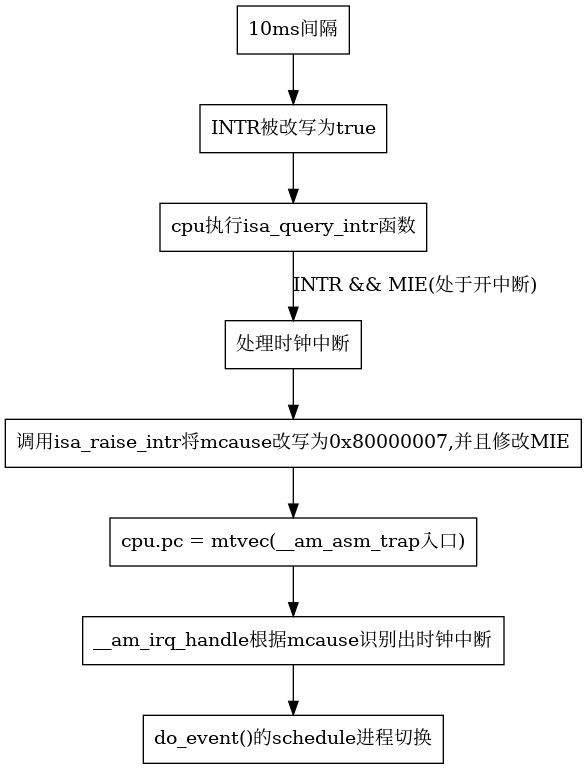 10ms间隔
INTR被改写为true
cpu执行isa_query_intr函数
INTR && MIE(处于开中断)
处理时钟中断
调用isa_raise_intr将mcause改写为0x80000007,并且修改MIE
cpu.pc = mtvec(__am_asm_trap入口)
__am_irq_handle根据mcause识别出时钟中断
do_event()的schedule进程切换